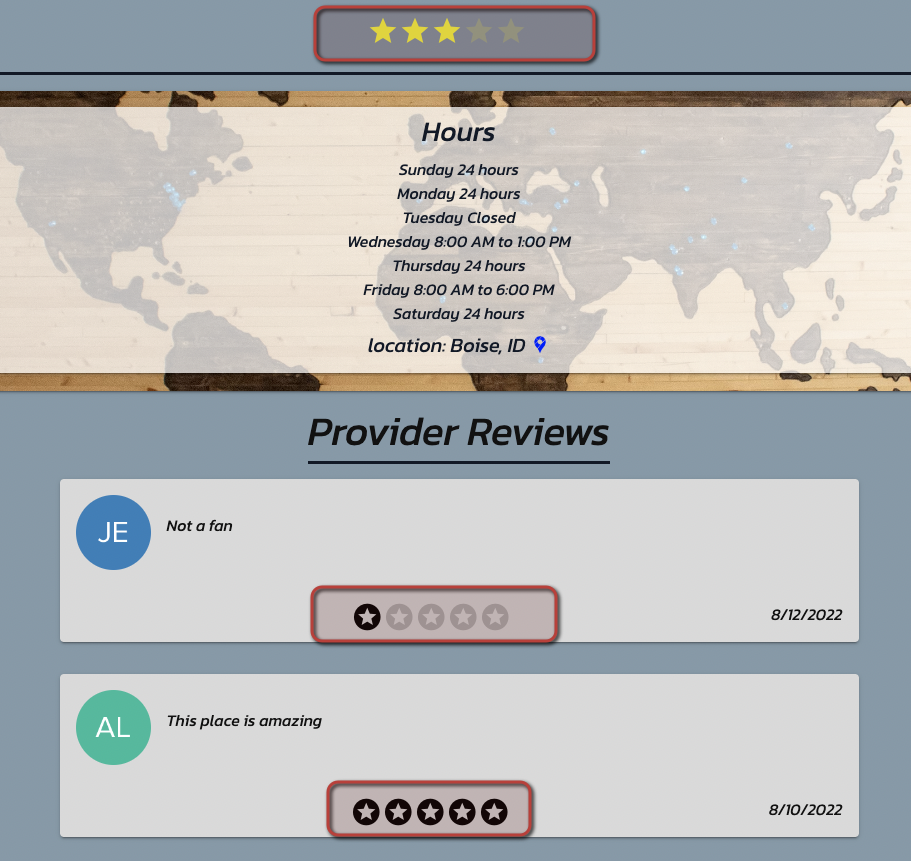 Hours
Sunday 24 hours
Monday 24 hours
Tuesday Closed
Wednesday 8:00 AM to 1:00 PM
Thursday 24 hours
Friday 8:00 AM to 6:00 PM
Saturday 24 hours
location: Boise, ID
Provider Reviews
JE
Not a fan
8/12/2022
AL
This place is amazing
8/10/2022